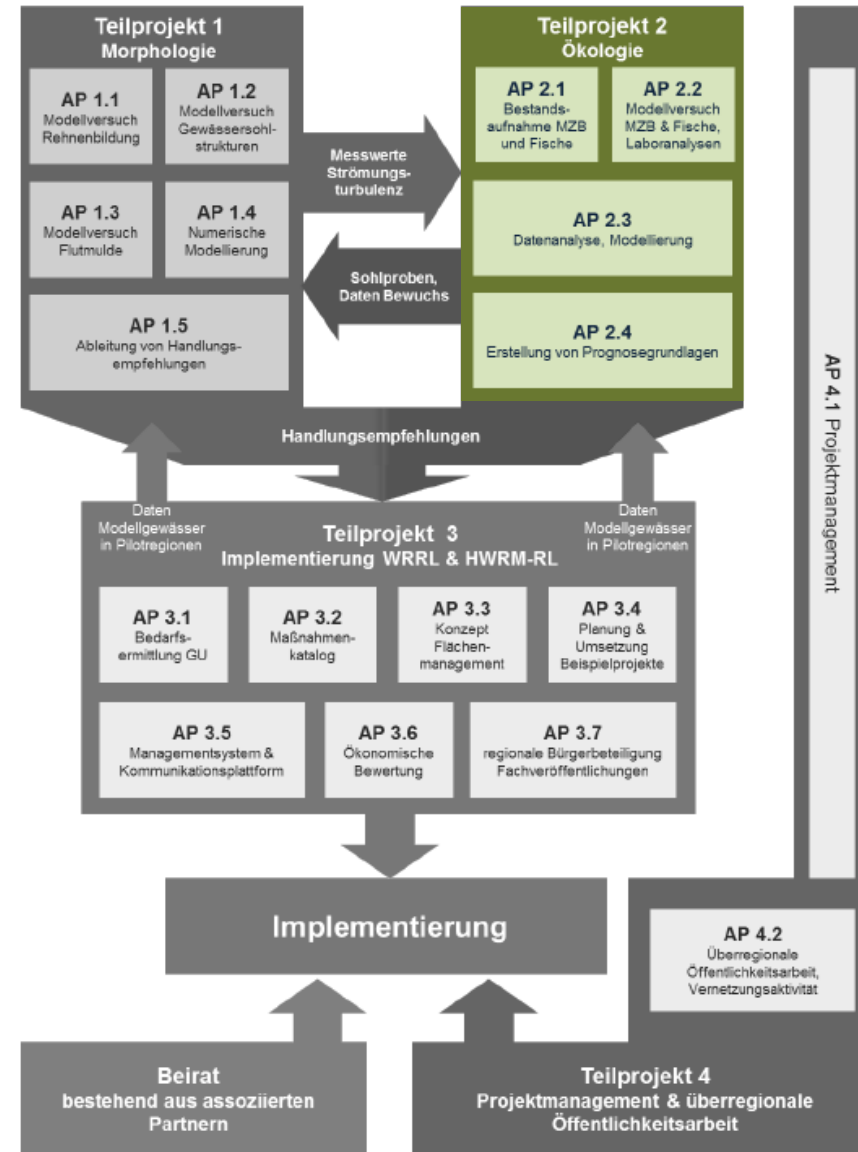 Teilprojekt 1
Morphologie
AP 1.1
Modellversuch
Rehnenbildung
AP 1.2
Modellversuch
Gewässersohl-
strukturen
AP 1.3
Modellversuch
Flutmulde
AP 1.4
Numerische
Modellierung
AP 1.5
Ableitung von Handlungs-
empfehlungen
Messwerte
Strömungs-
turbulenz
Sohlproben,
Daten Bewuchs
Teilprojekt 2
Ökologie
AP 2.1
Bestands-
aufnahme MZB
und Fische
AP 2.2
Modellversuch
MZB & Fische,
Laboranalysen
AP 2.3
Datenanalyse, Modellierung
AP 2.4
Erstellung von Prognosegrundlagen
Handlungsempfehlungen
Daten
Modellgewässer
in Pilotregionen
Daten
Modellgewässer
in Pilotregionen
Teilprojekt 3
Implementierung WRRL & HWRM-RL
AP 3.1
Bedarfs-
ermittlung GU
AP 3.2
Maßnahmen-
katalog
AP 3.3
Konzept
Flächen-
management
AP 3.4
Planung &
Umsetzung
Beispielprojekte
AP 3.5
Managementsystem &
Kommunikationsplattform
AP 3.6
Ökonomische
Bewertung
AP 3.7
regionale Bürgerbeteiligung
Fachveröffentlichungen
AP 4.1 Projektmanagement
Implementierung
AP 4.2
Überregionale
Öffentlichkeitsarbeit,
Vernetzungsaktivität
Beirat
bestehend aus assoziierten
Partnern
Teilprojekt 4
Projektmanagement & überregionale
Öffentlichkeitsarbeit